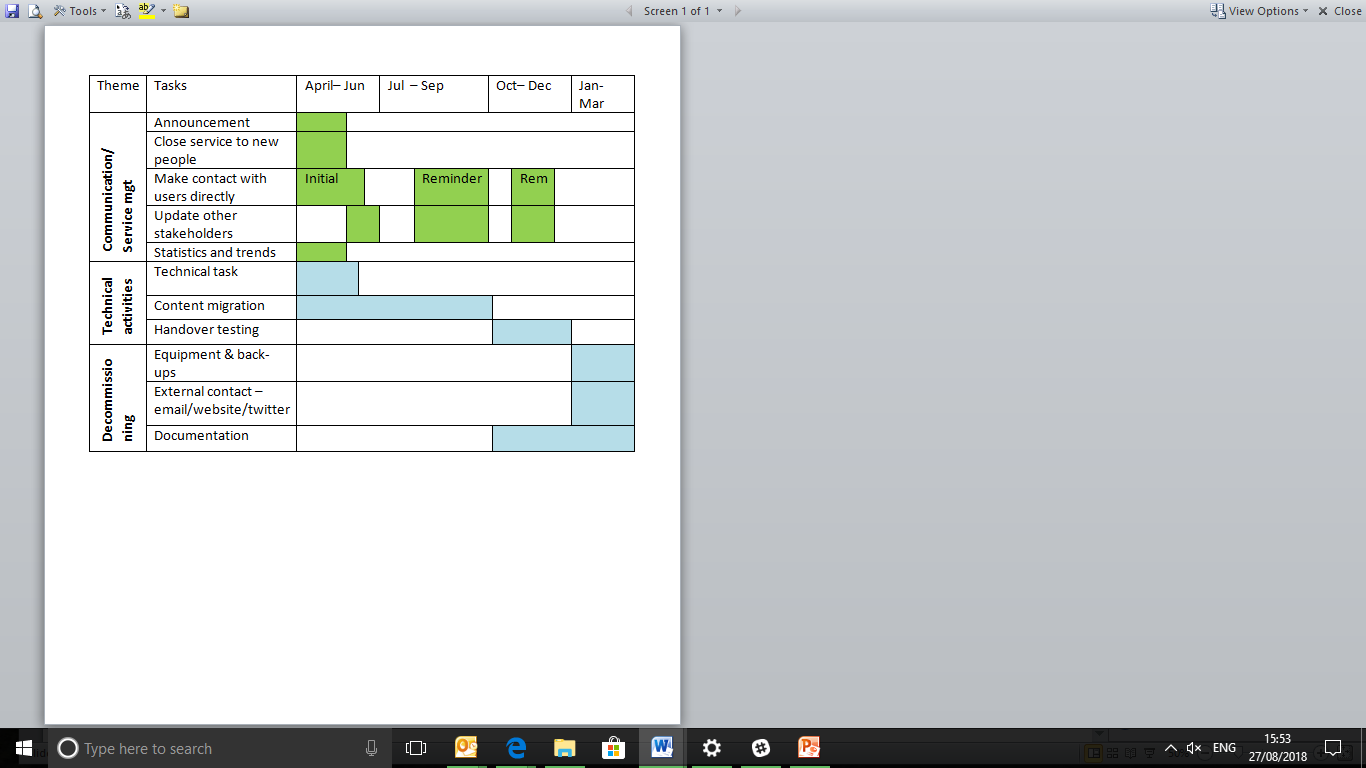 Tools
Screen 1 of 1
View Options
Close
Theme Tasks April– Jun Jul – Sep Oct– Dec Jan-
Mar
Communication/
Service mgt
Announcement
Close service to new
people
Make contact with
users directly
Initial Reminder Rem
Update other
stakeholders
Statistics and trends
Technical
activities
Technical task
Content migration
Handover testing
Decommissio
ning
Equipment & back-
ups
External contact –
email/website/twitter
Documentation
Type here to search
ENG
15:53
27/08/2018